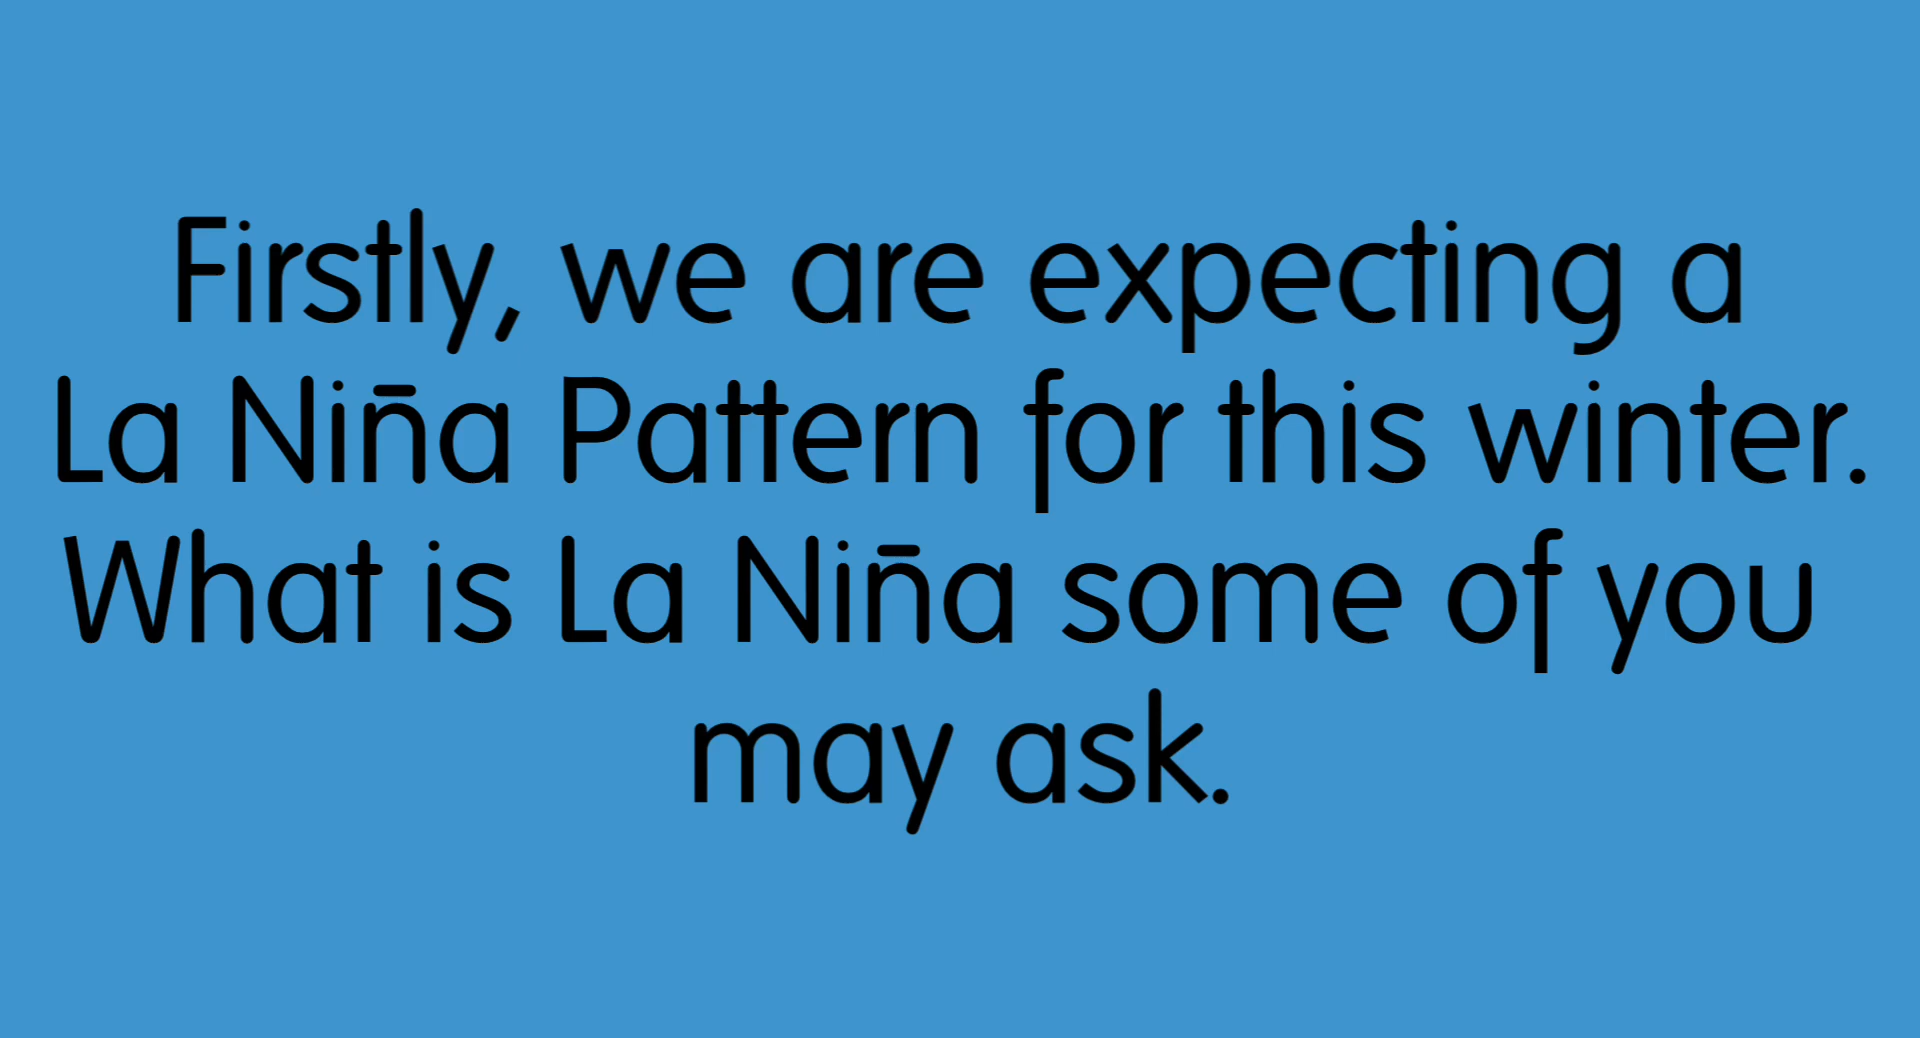 Firstly, we are expecting a
La Niña Pattern for this winter.
What is La Niña some of you
may ask.